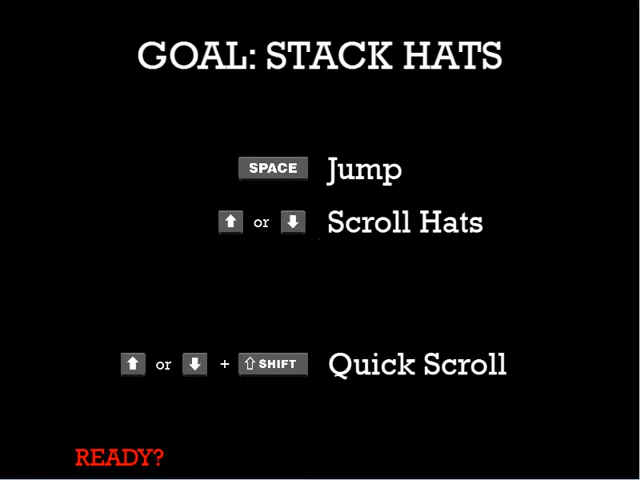 GOAL: STACK HATS
SPACE Jump
⬆ or ⬇ Scroll Hats
⬆ or ⬇ + ⇧ SHIFT Quick Scroll
READY?